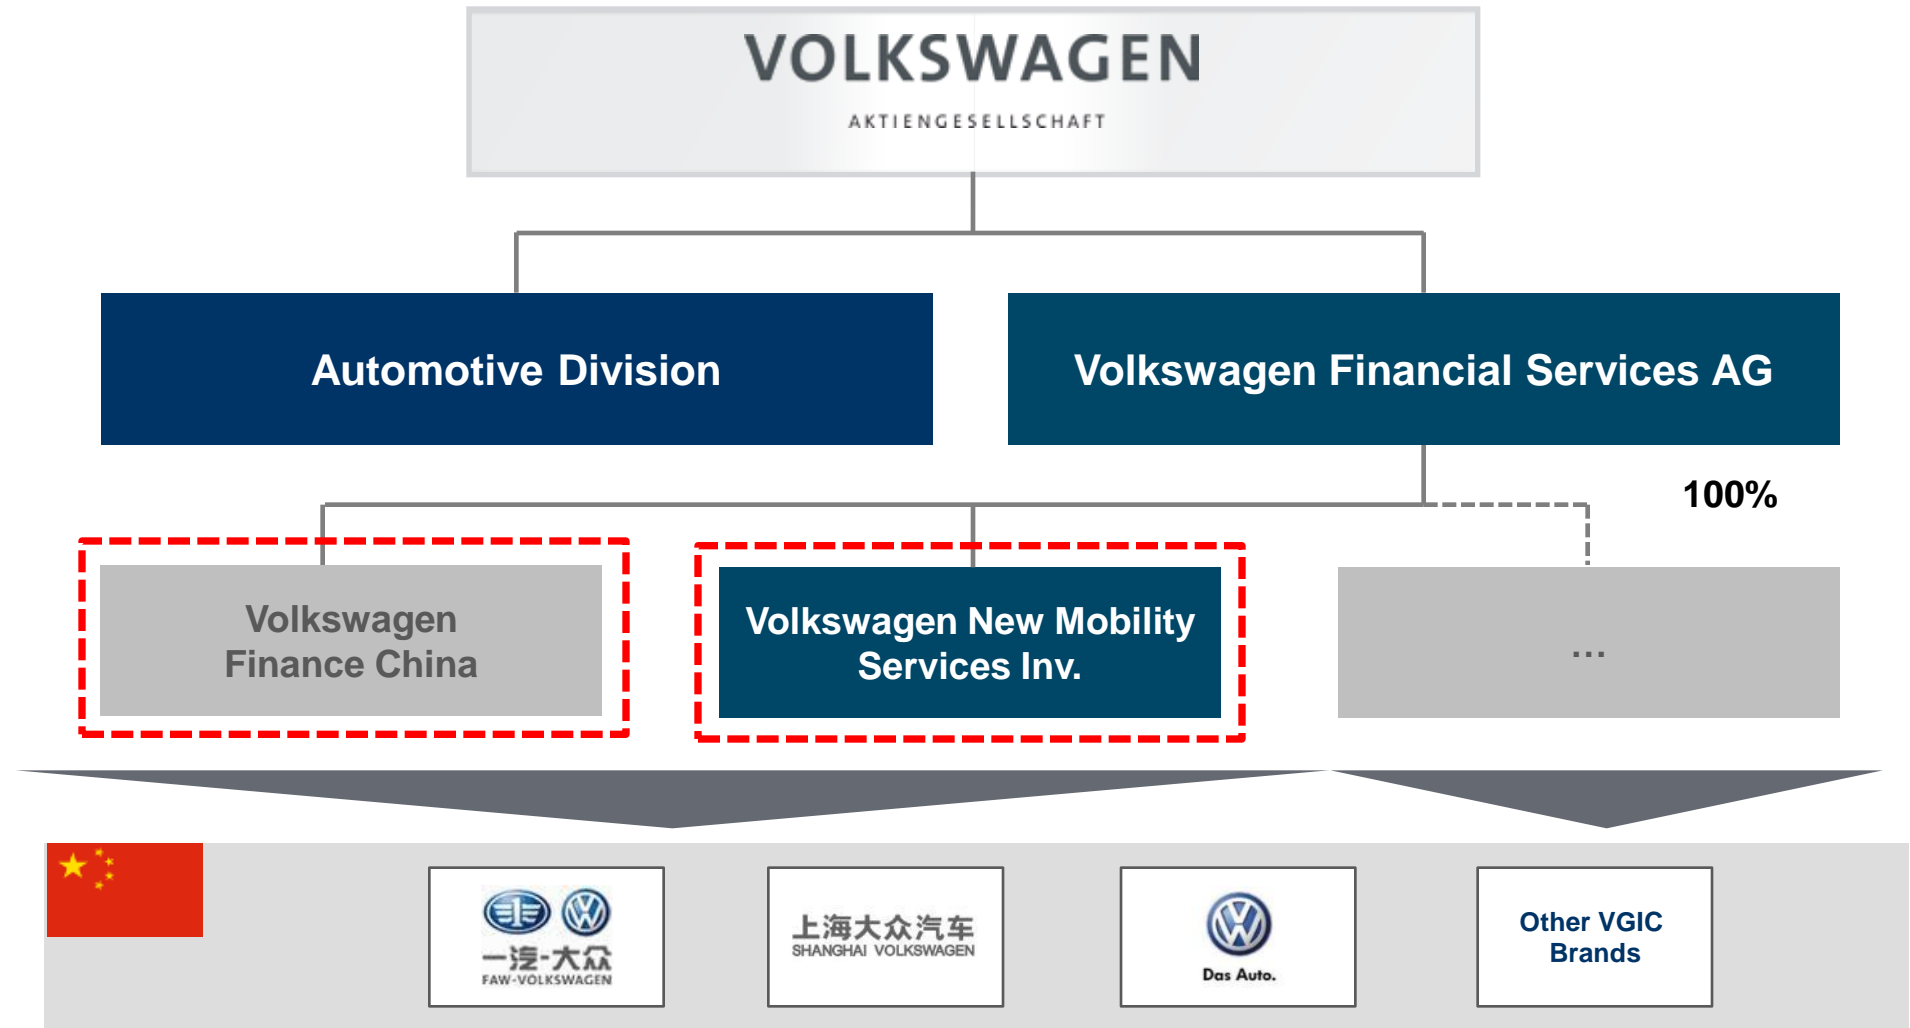 VOLKSWAGEN
AKTIENGESELLSCHAFT
Automotive Division
Volkswagen Financial Services AG
100%
Volkswagen
Finance China
Volkswagen New Mobility
Services Inv.
...
一汽-大众
FAW-VOLKSWAGEN
上海大众汽车
SHANGHAI VOLKSWAGEN
Das Auto.
Other VGIC
Brands